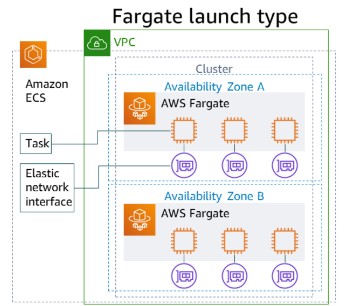 Fargate launch type
VPC
Amazon
ECS
Cluster
Availability Zone A
AWS Fargate
Task
Elastic
network
interface
Availability Zone B
AWS Fargate